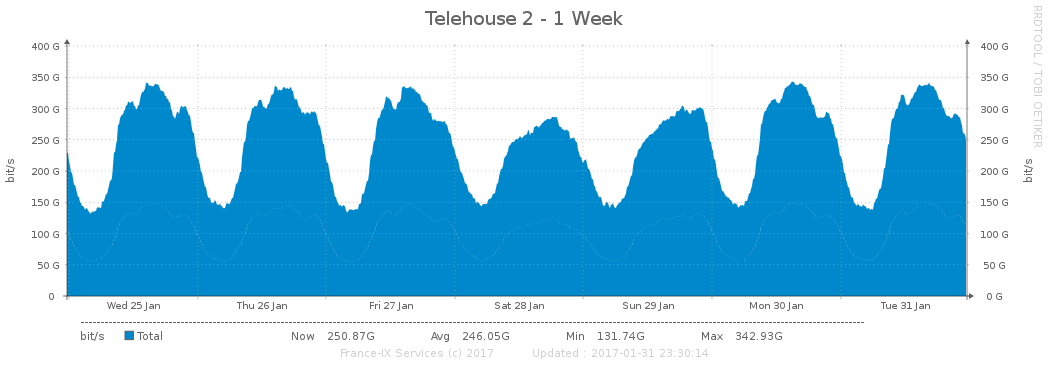 Telehouse 2 - 1 Week
RRDTOOL / TOBI OETIKER
400 G 400 G
350 G 350 G
300 G 300 G
250 G 250 G
200 G 200 G
150 G 150 G
100 G 100 G
50 G 50 G
0 0 G
bit/s bit/s
Wed 25 Jan Thu 26 Jan Fri 27 Jan Sat 28 Jan Sun 29 Jan Mon 30 Jan Tue 31 Jan
bit/s Total Now 250.87G Avg 246.05G Min 131.74G Max 342.93G
France-IX Services (c) 2017 Updated : 2017-01-31 23:30:14